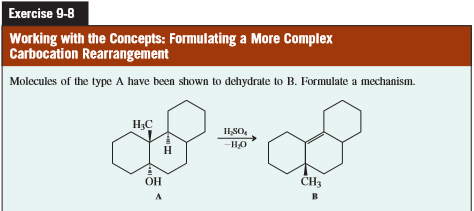 Exercise 9-8
Working with the Concepts: Formulating a More Complex
Carbocation Rearrangement
Molecules of the type A have been shown to dehydrate to B. Formulate a mechanism.
H₃C
H
H₂SO₄
−H₂O
OH
CH₃
A
B